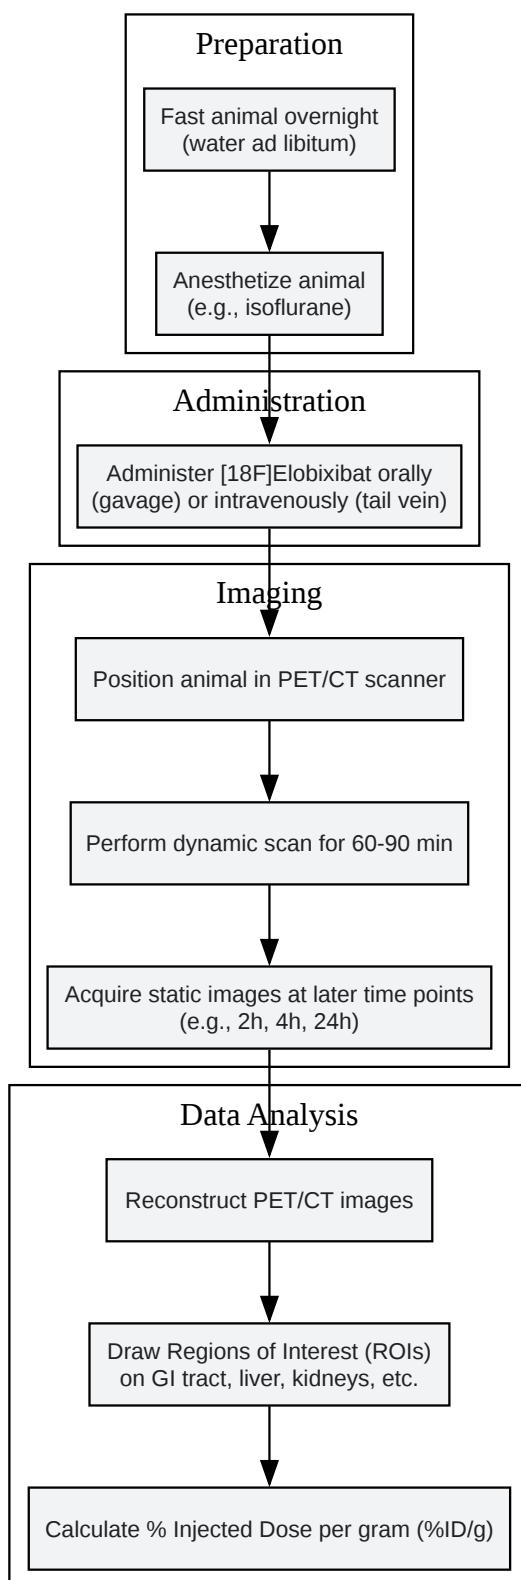 Preparation
Fast animal overnight
(water ad libitum)
Anesthetize animal
(e.g., isoflurane)
Administration
Administer [18F]Elobixibat orally
(gavage) or intravenously (tail vein)
Imaging
Position animal in PET/CT scanner
Perform dynamic scan for 60-90 min
Acquire static images at later time points
(e.g., 2h, 4h, 24h)
Data Analysis
Reconstruct PET/CT images
Draw Regions of Interest (ROIs)
on GI tract, liver, kidneys, etc.
Calculate % Injected Dose per gram (%ID/g)